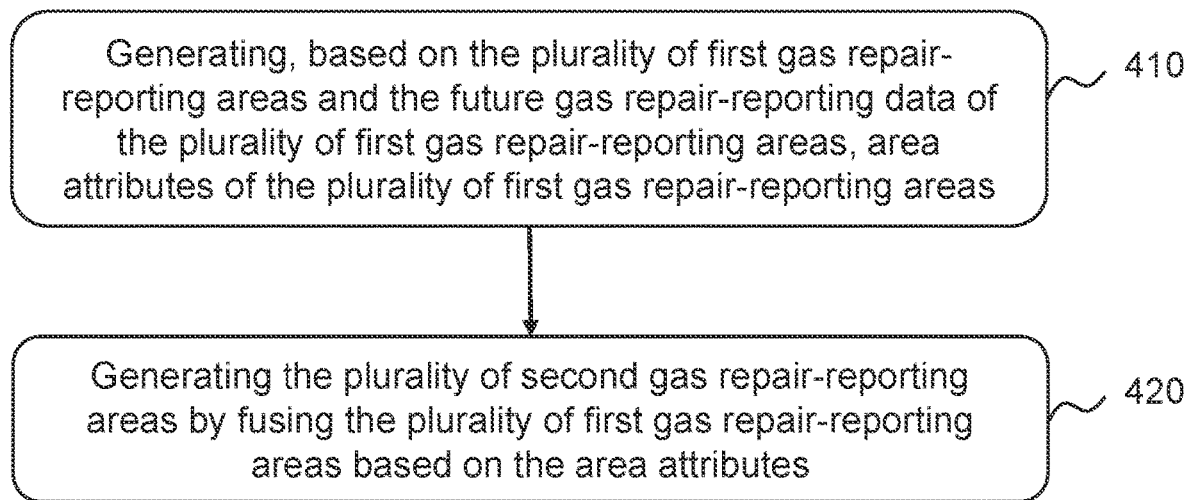 Generating, based on the plurality of first gas repair-
reporting areas and the future gas repair-reporting data of
the plurality of first gas repair-reporting areas, area
attributes of the plurality of first gas repair-reporting areas
410
Generating the plurality of second gas repair-reporting
areas by fusing the plurality of first gas repair-reporting
areas based on the area attributes
420